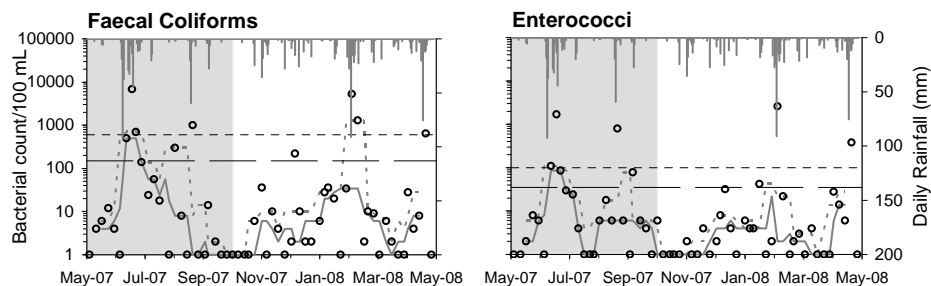 Faecal Coliforms
Enterococci
Bacterial count/100 mL
100000
10000
1000
100
10
1
May-07 Jul-07 Sep-07 Nov-07 Jan-08 Mar-08 May-08
May-07 Jul-07 Sep-07 Nov-07 Jan-08 Mar-08 May-08
0
50
100
150
200
Daily Rainfall (mm)